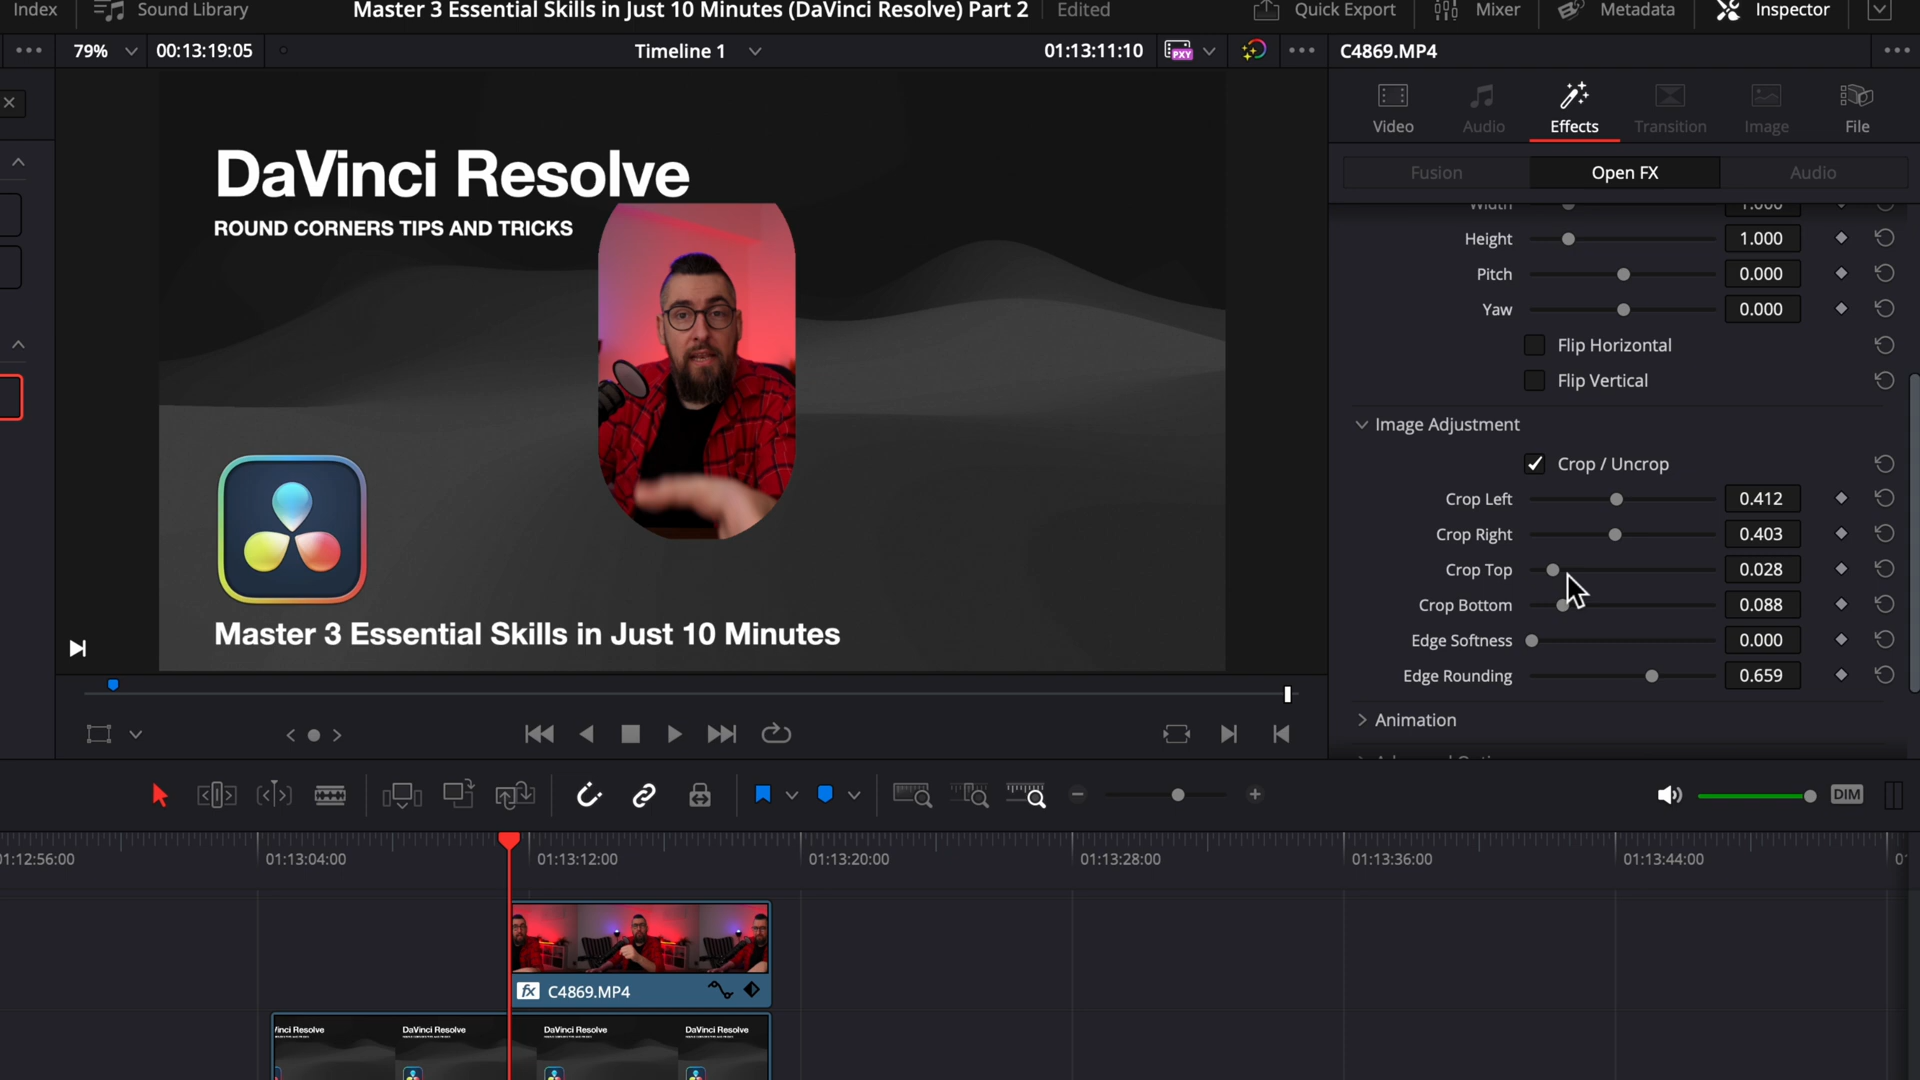 Index
Sound Library
Master 3 Essential Skills in Just 10 Minutes (DaVinci Resolve) Part 2
Edited
Quick Export
Mixer
Metadata
Inspector
79%
00:13:19:05
Timeline 1
01:13:11:10
PXY
C4869.MP4
Video
Audio
Effects
Transition
Image
File
Fusion
Open FX
Audio
Width 1.000
Height 1.000
Pitch 0.000
Yaw 0.000
Flip Horizontal
Flip Vertical
Image Adjustment
Crop / Uncrop
Crop Left 0.412
Crop Right 0.403
Crop Top 0.028
Crop Bottom 0.088
Edge Softness 0.000
Edge Rounding 0.659
Animation
DaVinci Resolve
ROUND CORNERS TIPS AND TRICKS
Master 3 Essential Skills in Just 10 Minutes
DIM
01:12:56:00
01:13:04:00
01:13:12:00
01:13:20:00
01:13:28:00
01:13:36:00
01:13:44:00
fx C4869.MP4
inci Resolve
DaVinci Resolve
DaVinci Resolve
DaVinci Resolve